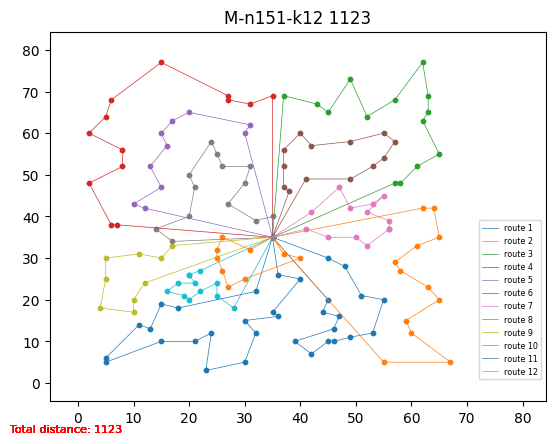 M-n151-k12 1123
80
70
60
50
40
30
20
10
0
route 1
route 2
route 3
route 4
route 5
route 6
route 7
route 8
route 9
route 10
route 11
route 12
0 10 20 30 40 50 60 70 80
Total distance: 1123